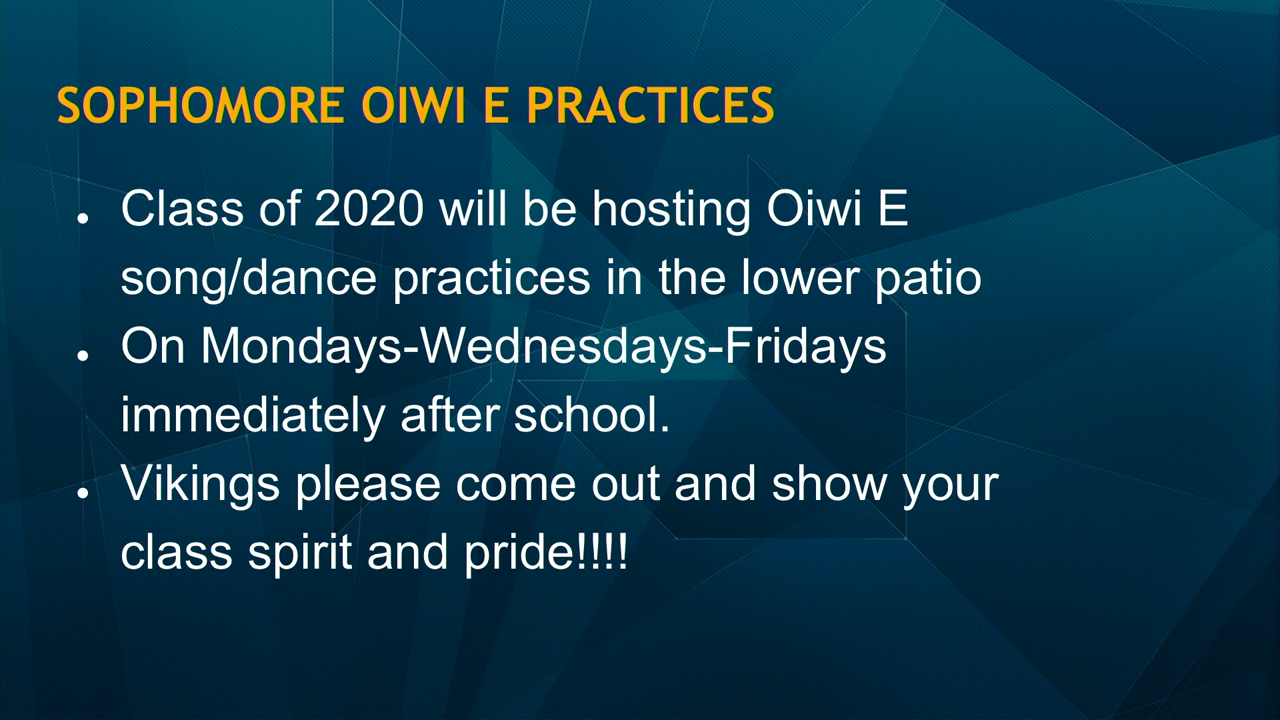 SOPHOMORE OIWI E PRACTICES
● Class of 2020 will be hosting Oiwi E
song/dance practices in the lower patio
● On Mondays-Wednesdays-Fridays
immediately after school.
● Vikings please come out and show your
class spirit and pride!!!!